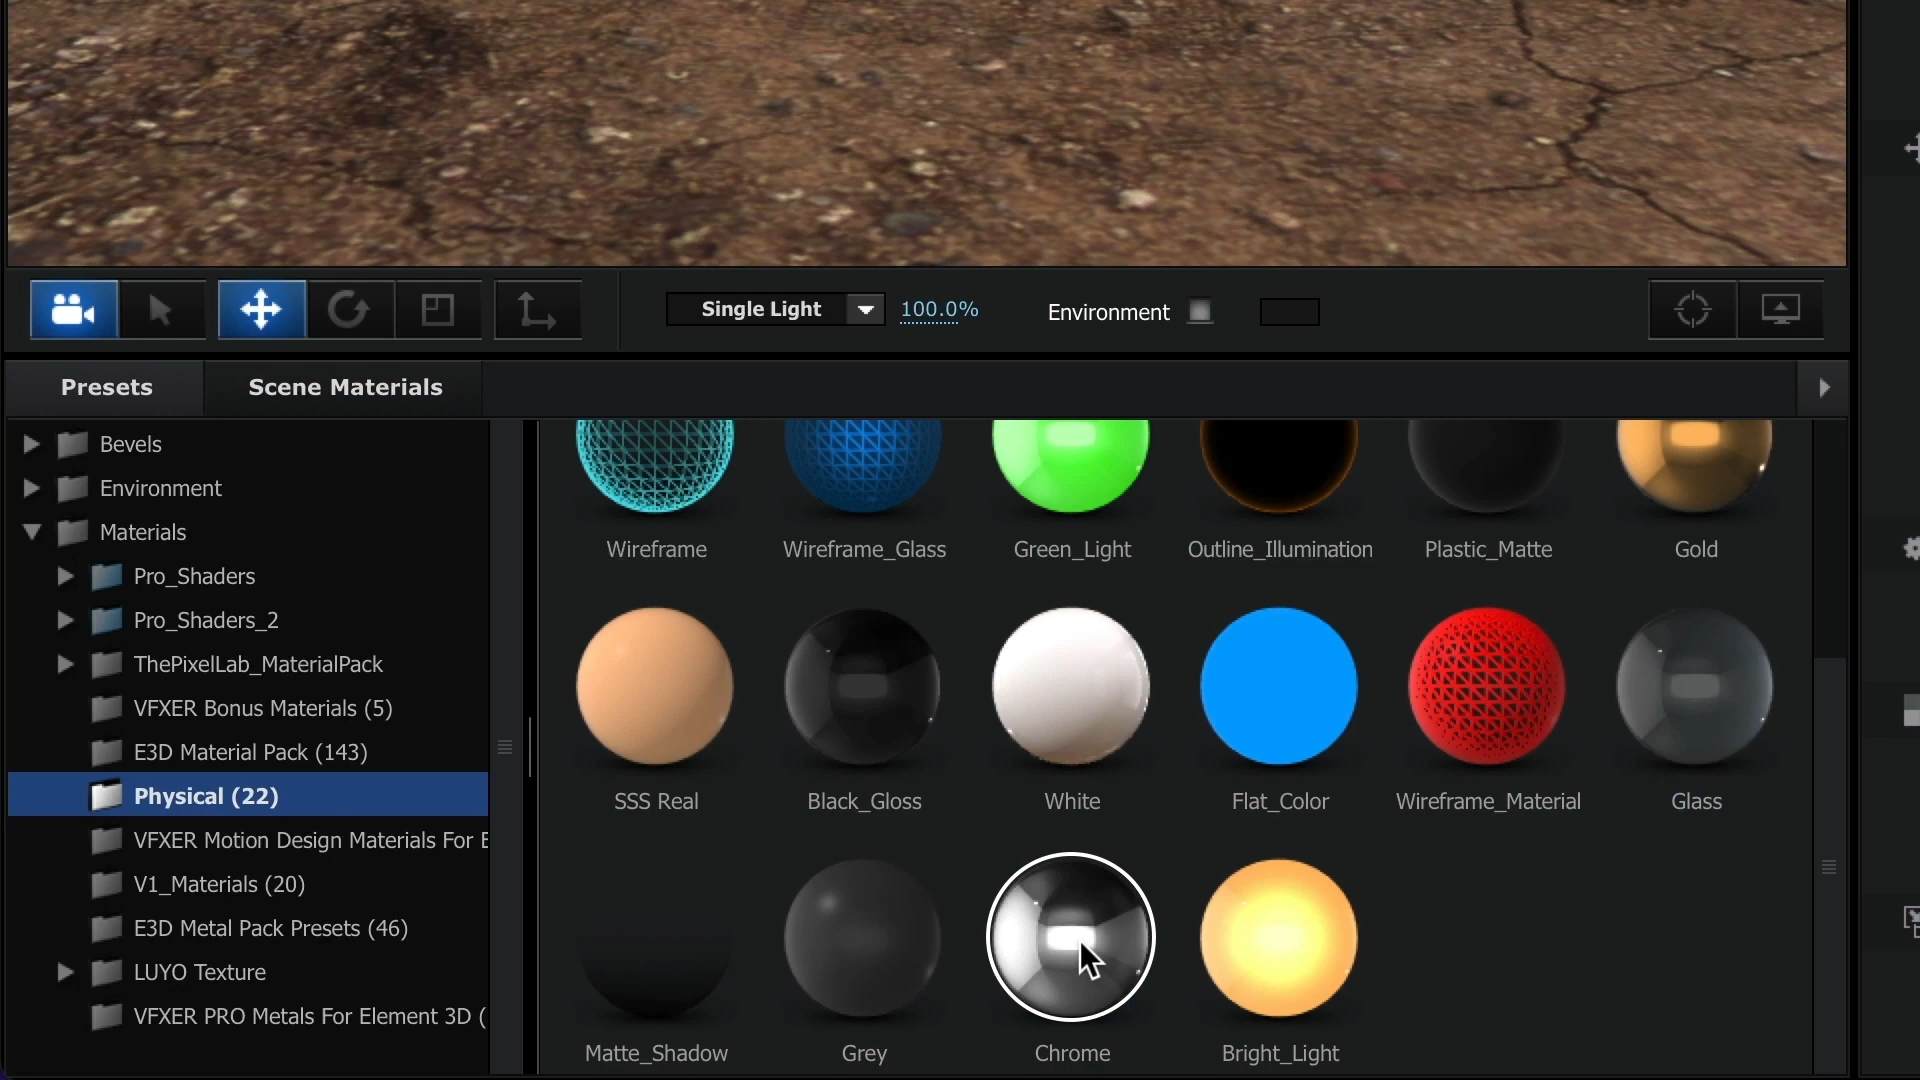 Single Light
100.0%
Environment
Presets
Scene Materials
Bevels
Environment
Materials
Pro_Shaders
Pro_Shaders_2
ThePixelLab_MaterialPack
VFXER Bonus Materials (5)
E3D Material Pack (143)
Physical (22)
VFXER Motion Design Materials For E
V1_Materials (20)
E3D Metal Pack Presets (46)
LUYO Texture
VFXER PRO Metals For Element 3D (
Wireframe
Wireframe_Glass
Green_Light
Outline_Illumination
Plastic_Matte
Gold
SSS Real
Black_Gloss
White
Flat_Color
Wireframe_Material
Glass
Matte_Shadow
Grey
Chrome
Bright_Light